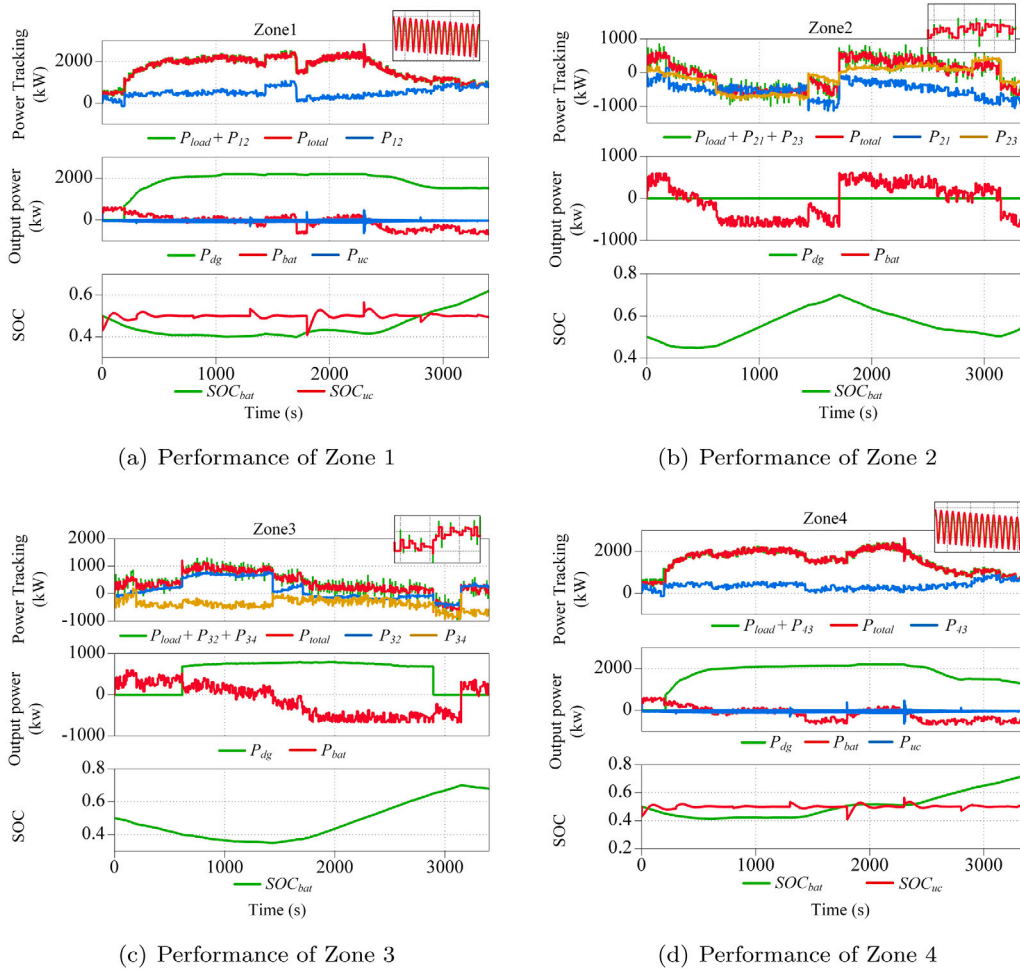 Zone1
Power Tracking
(kW)
2000
0
P_load + P_12 P_total P_12
Output power
(kw)
2000
0
P_dg P_bat P_uc
SOC
0.6
0.4
0 1000 2000 3000
SOC_bat SOC_uc
Time (s)
(a) Performance of Zone 1
Zone2
Power Tracking
(kW)
1000
0
-1000
P_load + P_21 + P_23 P_total P_21 P_23
Output power
(kw)
1000
0
-1000
P_dg P_bat
SOC
0.8
0.6
0.4
0 1000 2000 3000
SOC_bat
Time (s)
(b) Performance of Zone 2
Zone3
Power Tracking
(kW)
2000
1000
0
-1000
P_load + P_32 + P_34 P_total P_32 P_34
Output power
(kw)
1000
0
-1000
P_dg P_bat
SOC
0.8
0.6
0.4
0 1000 2000 3000
SOC_bat
Time (s)
(c) Performance of Zone 3
Zone4
Power Tracking
(kW)
2000
0
P_load + P_43 P_total P_43
Output power
(kw)
2000
0
P_dg P_bat P_uc
SOC
0.8
0.6
0.4
0.2
0 1000 2000 3000
SOC_bat SOC_uc
Time (s)
(d) Performance of Zone 4